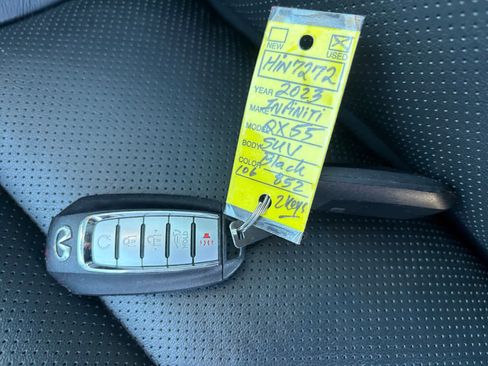 NEW
USED
HIN7272
YEAR 2023
MAKE INFINITI
MODEL QX55
BODY SUV
COLOR Black
106 852
2 Keys